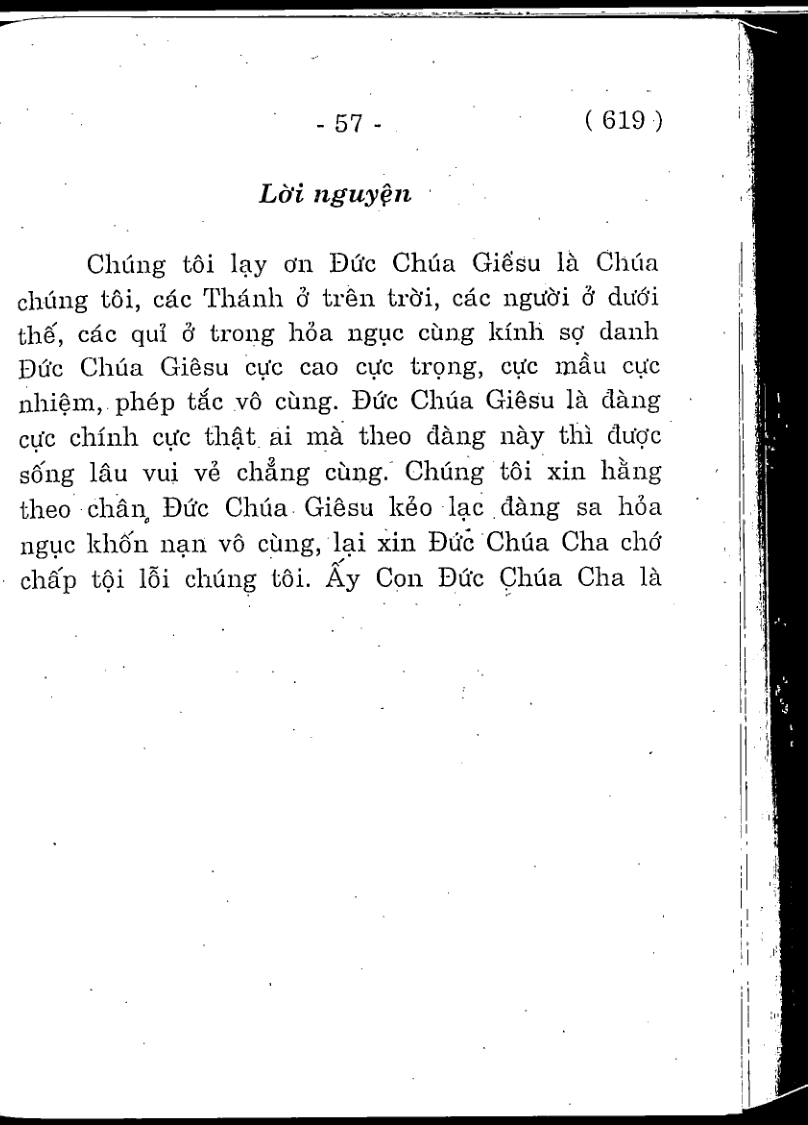 - 57 - ( 619 )
Lời nguyện
Chúng tôi lạy ơn Đức Chúa Giêsu là Chúa
chúng tôi, các Thánh ở trên trời, các người ở dưới
thế, các quỉ ở trong hỏa ngục cùng kính sợ danh
Đức Chúa Giêsu cực cao cực trọng, cực mầu cực
nhiệm, phép tắc vô cùng. Đức Chúa Giêsu là đàng
cực chính cực thật ai mà theo đàng này thì được
sống lâu vui vẻ chẳng cùng. Chúng tôi xin hằng
theo chân Đức Chúa Giêsu kẻo lạc đàng sa hỏa
ngục khốn nạn vô cùng, lại xin Đức Chúa Cha chớ
chấp tội lỗi chúng tôi. Ấy Con Đức Chúa Cha là